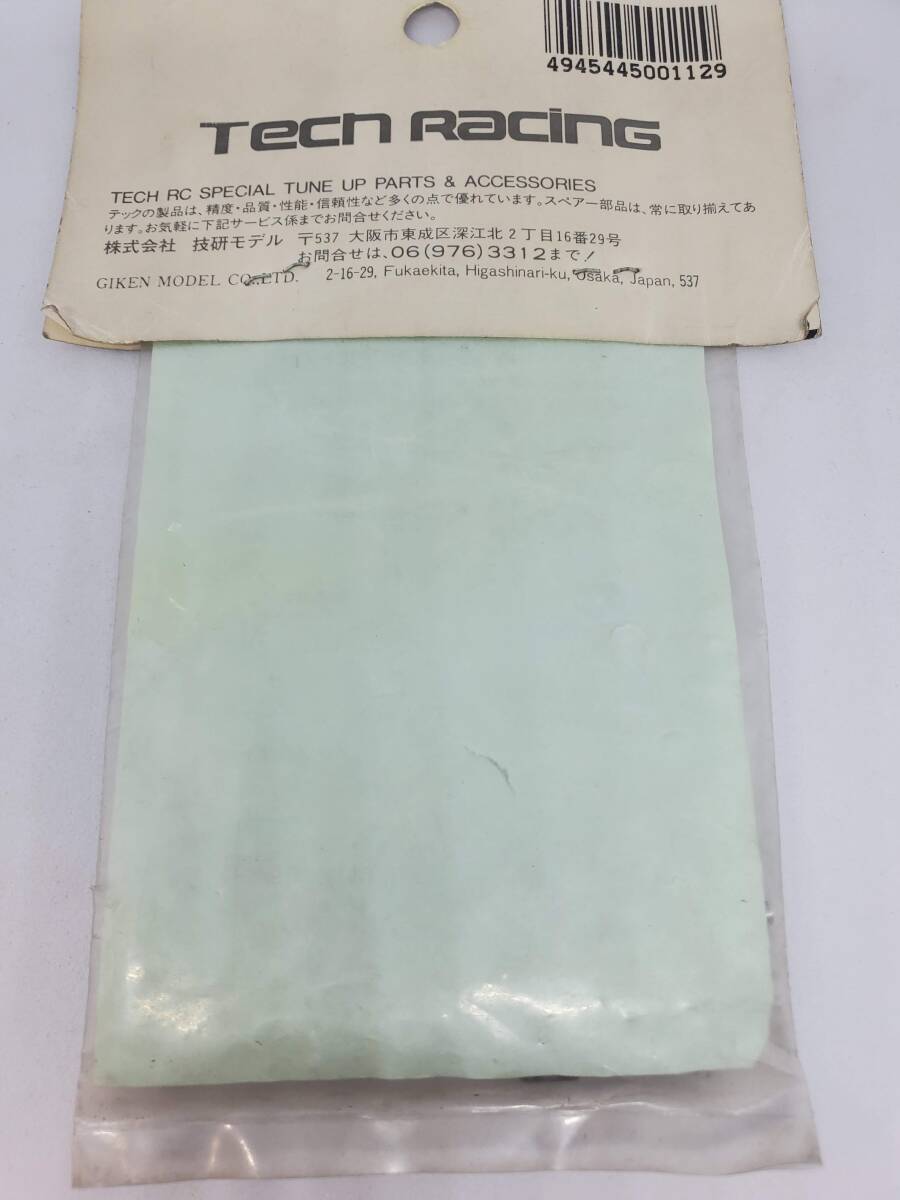 4945445001129
Tech Racing
TECH RC SPECIAL TUNE UP PARTS & ACCESSORIES
テックの製品は、精度・品質・性能・信頼性など多くの点で優れています。スペアー部品は、常に取り揃えてあ
ります。お気軽に下記サービス係までお問合せください。
株式会社 技研モデル 〒537 大阪市東成区深江北2丁目16番29号
お問合せは、06(976)3312まで!
GIKEN MODEL CO.,LTD. 2-16-29, Fukaekita, Higashinari-ku, Osaka, Japan, 537